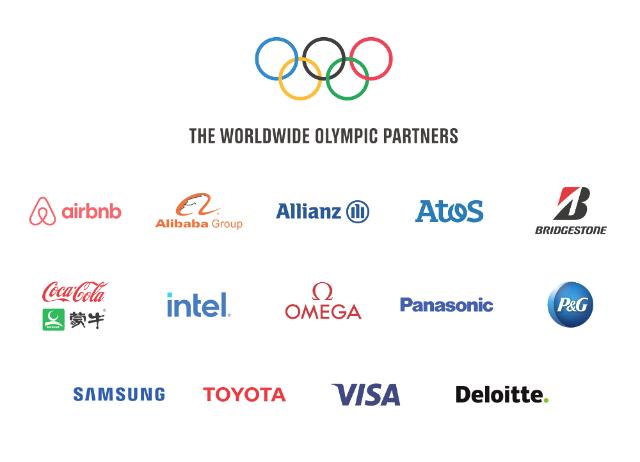 THE WORLDWIDE OLYMPIC PARTNERS
airbnb
Alibaba Group
Allianz
Atos
BRIDGESTONE
Coca-Cola
蒙牛
intel.
OMEGA
Panasonic
P&G
SAMSUNG
TOYOTA
VISA
Deloitte.